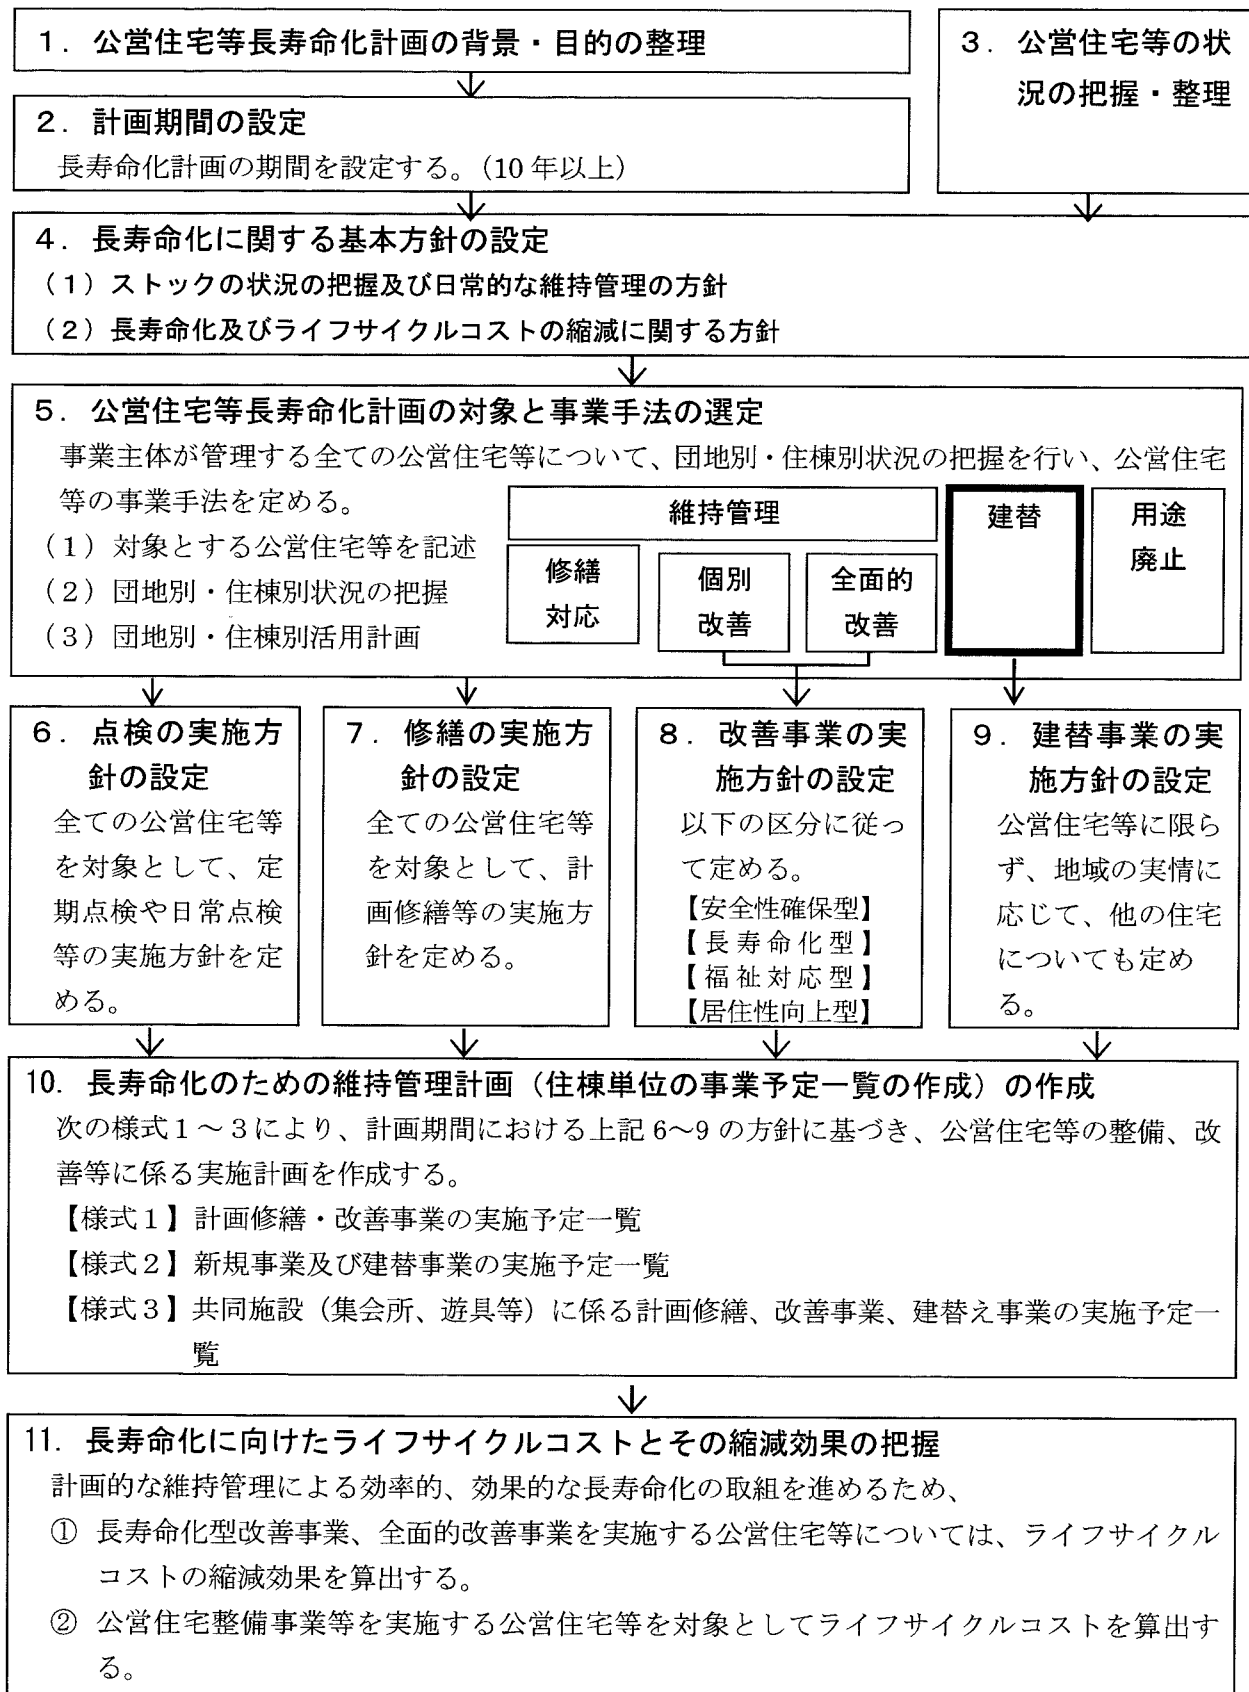 1．公営住宅等長寿命化計画の背景・目的の整理
2．計画期間の設定
長寿命化計画の期間を設定する。（10 年以上）
3．公営住宅等の状
況の把握・整理
4．長寿命化に関する基本方針の設定
（1）ストックの状況の把握及び日常的な維持管理の方針
（2）長寿命化及びライフサイクルコストの縮減に関する方針
5．公営住宅等長寿命化計画の対象と事業手法の選定
事業主体が管理する全ての公営住宅等について、団地別・住棟別状況の把握を行い、公営住宅
等の事業手法を定める。
（1）対象とする公営住宅等を記述
（2）団地別・住棟別状況の把握
（3）団地別・住棟別活用計画
維持管理
修繕
対応
個別
改善
全面的
改善
建替
用途
廃止
6．点検の実施方
針の設定
全ての公営住宅等
を対象として、定
期点検や日常点検
等の実施方針を定
める。
7．修繕の実施方
針の設定
全ての公営住宅等
を対象として、計
画修繕等の実施方
針を定める。
8．改善事業の実
施方針の設定
以下の区分に従っ
て定める。
【安全性確保型】
【長寿命化型】
【福祉対応型】
【居住性向上型】
9．建替事業の実
施方針の設定
公営住宅等に限ら
ず、地域の実情に
応じて、他の住宅
についても定め
る。
10．長寿命化のための維持管理計画（住棟単位の事業予定一覧の作成）の作成
次の様式１～３により、計画期間における上記 6～9 の方針に基づき、公営住宅等の整備、改
善等に係る実施計画を作成する。
【様式１】計画修繕・改善事業の実施予定一覧
【様式２】新規事業及び建替事業の実施予定一覧
【様式３】共同施設（集会所、遊具等）に係る計画修繕、改善事業、建替え事業の実施予定一
覧
11．長寿命化に向けたライフサイクルコストとその縮減効果の把握
計画的な維持管理による効率的、効果的な長寿命化の取組を進めるため、
① 長寿命化型改善事業、全面的改善事業を実施する公営住宅等については、ライフサイクル
コストの縮減効果を算出する。
② 公営住宅整備事業等を実施する公営住宅等を対象としてライフサイクルコストを算出す
る。